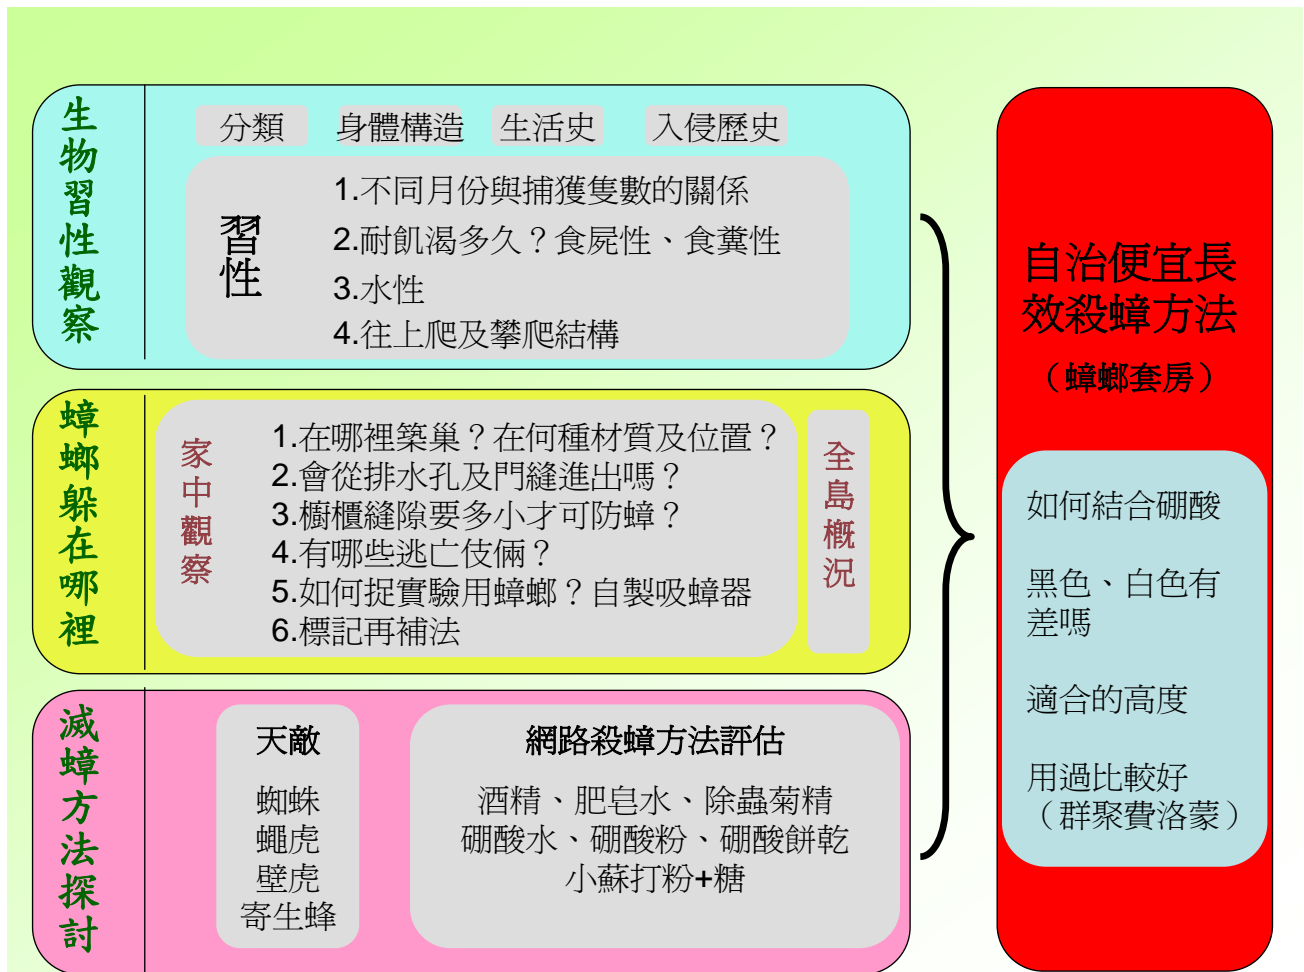 生物習性觀察
分類
身體構造
生活史
入侵歷史
習性
1.不同月份與捕獲隻數的關係
2.耐飢渴多久？食屍性、食糞性
3.水性
4.往上爬及攀爬結構
蟑螂躲在哪裡
家中觀察
1.在哪裡築巢？在何種材質及位置？
2.會從排水孔及門縫進出嗎？
3.櫥櫃縫隙要多小才可防蟑？
4.有哪些逃亡伎倆？
5.如何捉實驗用蟑螂？自製吸蟑器
6.標記再補法
全島概況
滅蟑方法探討
天敵
蜘蛛
蠅虎
壁虎
寄生蜂
網路殺蟑方法評估
酒精、肥皂水、除蟲菊精
硼酸水、硼酸粉、硼酸餅乾
小蘇打粉+糖
自治便宜長
效殺蟑方法
（蟑螂套房）
如何結合硼酸
黑色、白色有
差嗎
適合的高度
用過比較好
（群聚費洛蒙）